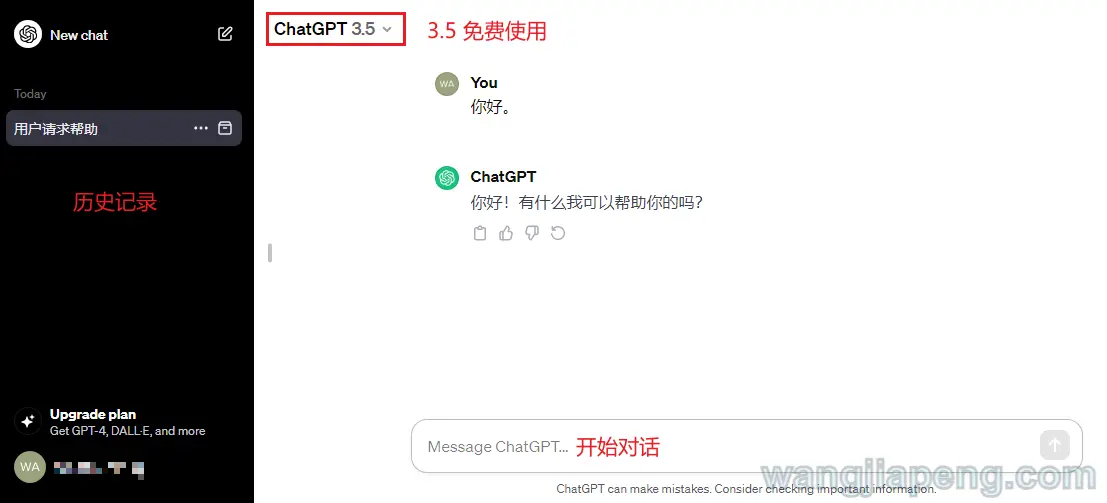 New chat
Today
用户请求帮助
历史记录
Upgrade plan
Get GPT-4, DALL·E, and more
WA
ChatGPT 3.5
3.5 免费使用
WA
You
你好。
ChatGPT
你好！有什么我可以帮助你的吗？
Message ChatGPT...
开始对话
ChatGPT can make mistakes. Consider checking important information.
wangjiapeng.com